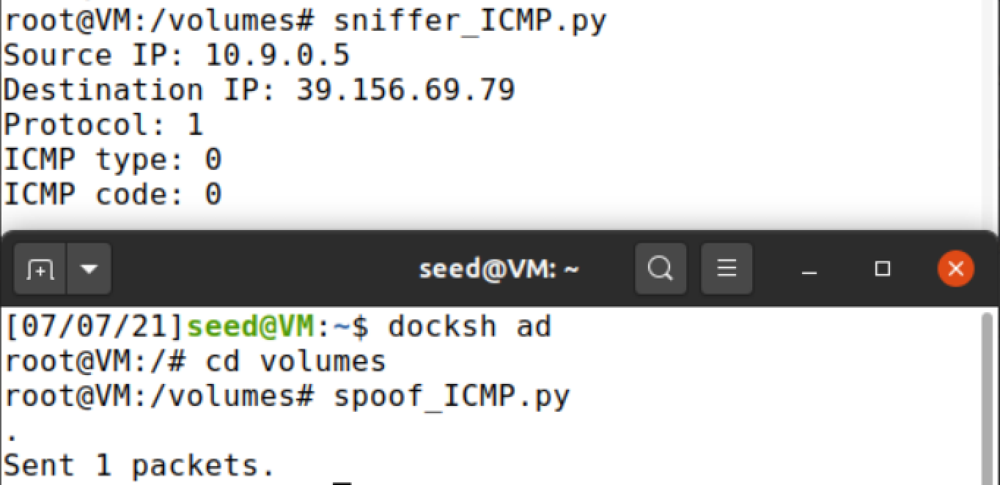 root@VM:/volumes# sniffer_ICMP.py
Source IP: 10.9.0.5
Destination IP: 39.156.69.79
Protocol: 1
ICMP type: 0
ICMP code: 0
seed@VM: ~
[07/07/21]seed@VM:~$ docksh ad
root@VM:/# cd volumes
root@VM:/volumes# spoof_ICMP.py
.
Sent 1 packets.